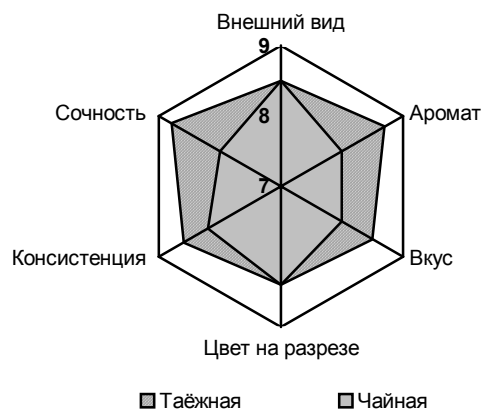 Внешний вид
9
Сочность
8
Аромат
7
Консистенция
Вкус
Цвет на разрезе
Таёжная Чайная